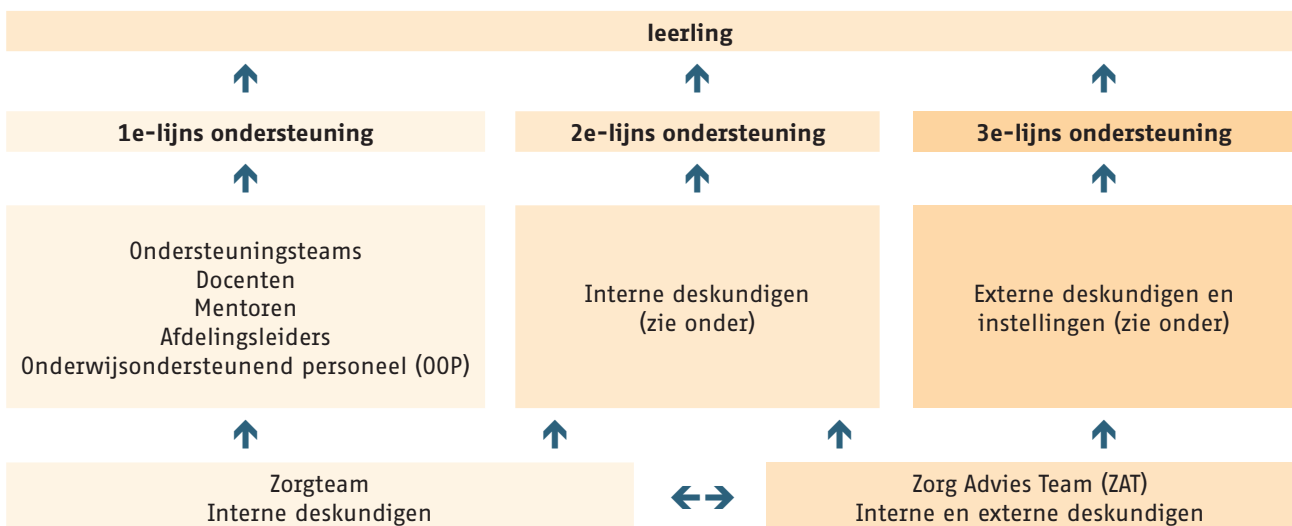 leerling
1e-lijns ondersteuning
2e-lijns ondersteuning
3e-lijns ondersteuning
Ondersteuningsteams
Docenten
Mentoren
Afdelingsleiders
Onderwijsondersteunend personeel (OOP)
Interne deskundigen
(zie onder)
Externe deskundigen en
instellingen (zie onder)
Zorgteam
Interne deskundigen
Zorg Advies Team (ZAT)
Interne en externe deskundigen